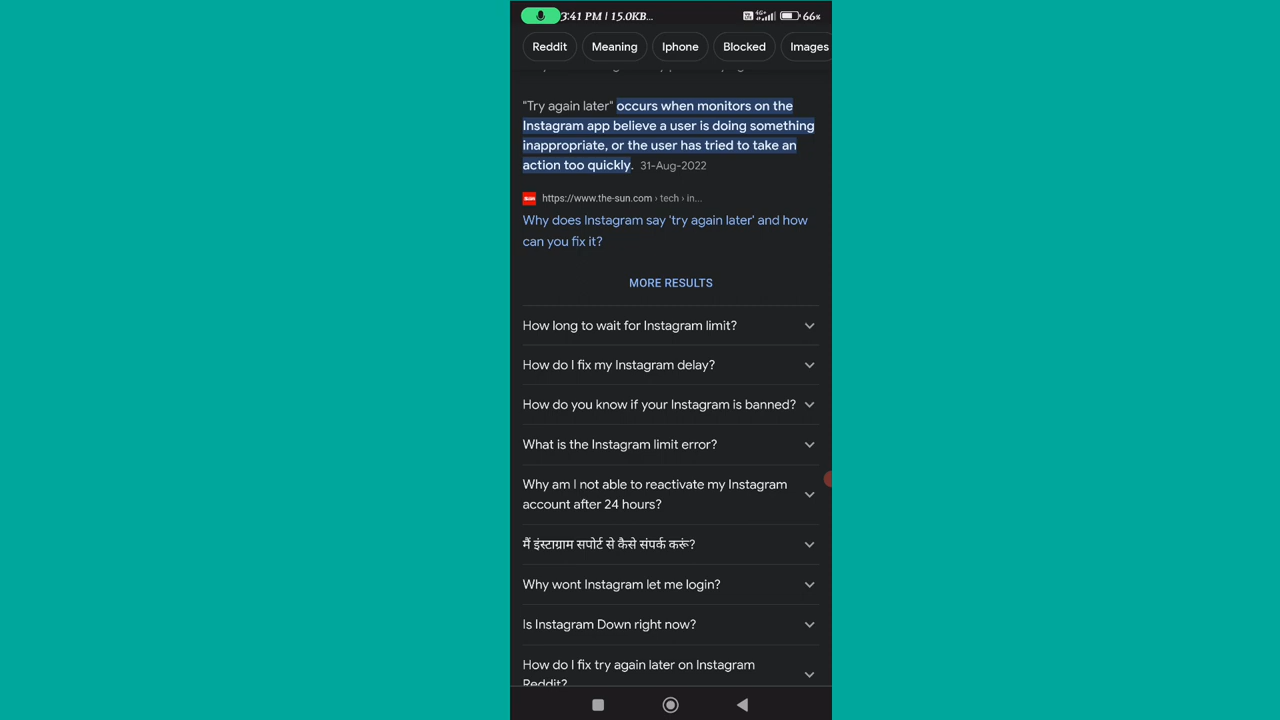 3:41 PM | 15.0KB...
4G+
66%
Reddit
Meaning
Iphone
Blocked
Images
"Try again later" occurs when monitors on the
Instagram app believe a user is doing something
inappropriate, or the user has tried to take an
action too quickly. 31-Aug-2022
https://www.the-sun.com › tech › in...
Why does Instagram say 'try again later' and how
can you fix it?
MORE RESULTS
How long to wait for Instagram limit?
How do I fix my Instagram delay?
How do you know if your Instagram is banned?
What is the Instagram limit error?
Why am I not able to reactivate my Instagram
account after 24 hours?
मैं इंस्टाग्राम सपोर्ट से कैसे संपर्क करूं?
Why wont Instagram let me login?
Is Instagram Down right now?
How do I fix try again later on Instagram
Reddit?